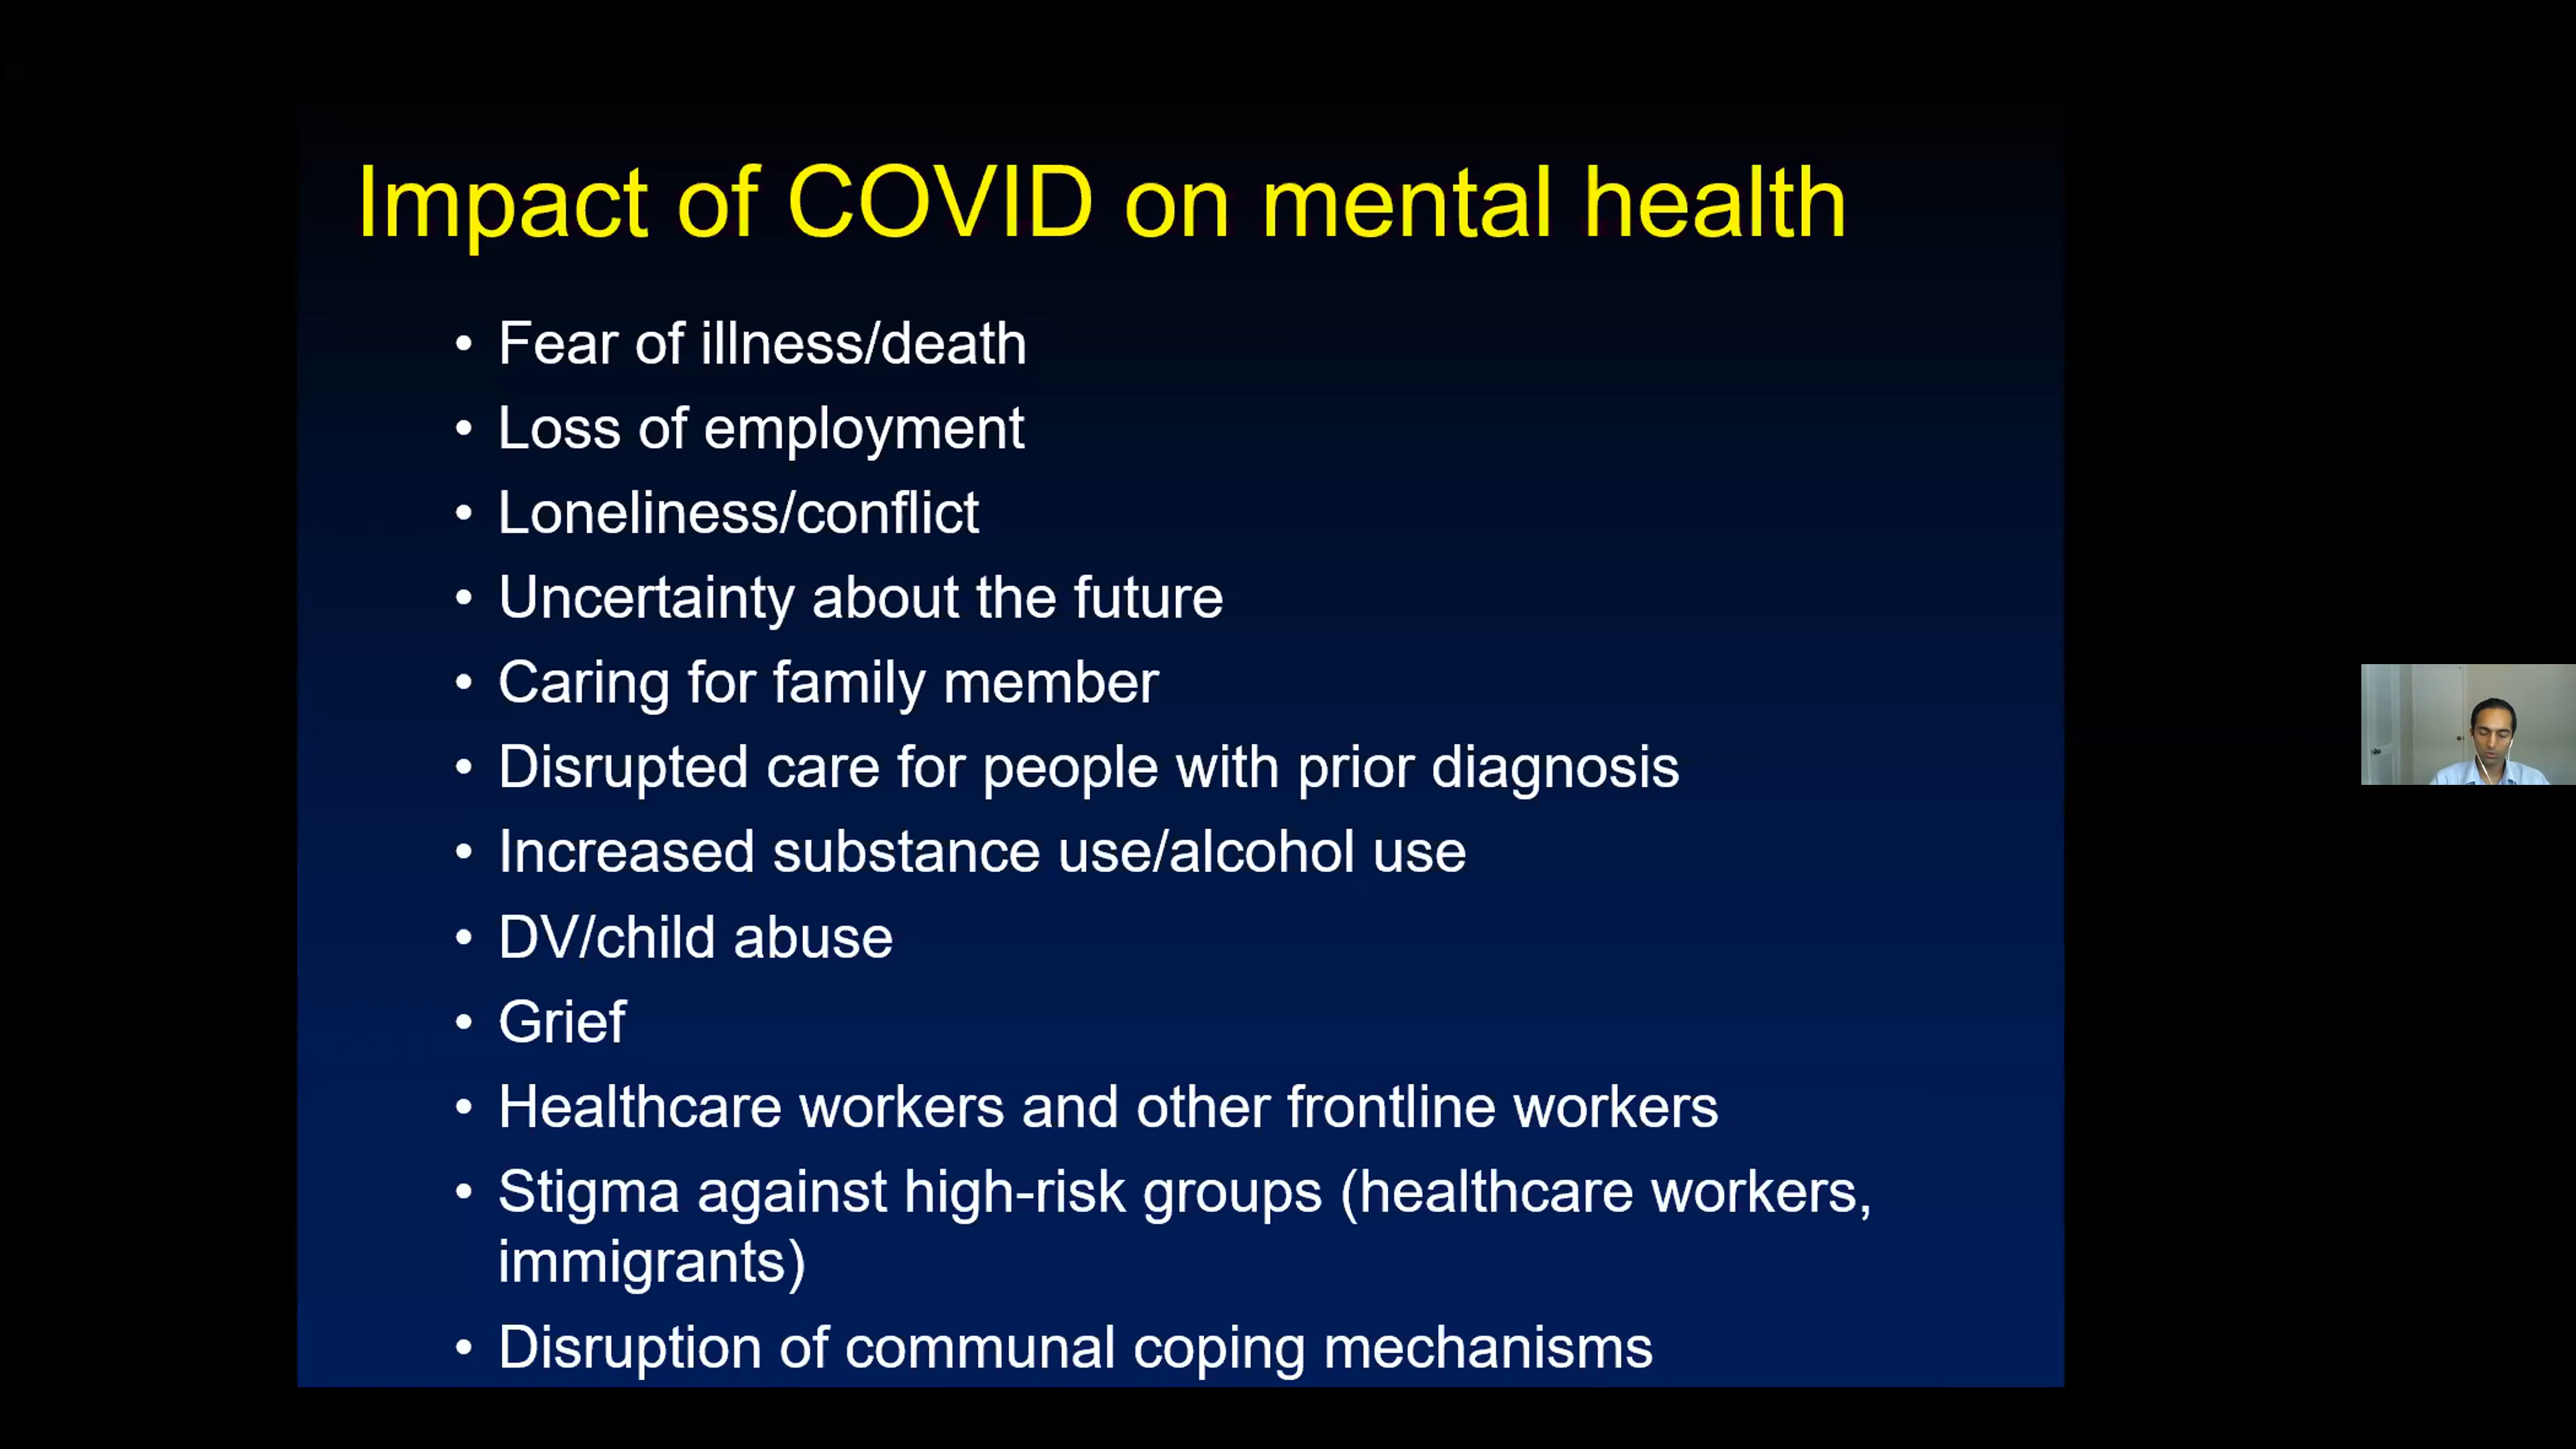 Impact of COVID on mental health
• Fear of illness/death
• Loss of employment
• Loneliness/conflict
• Uncertainty about the future
• Caring for family member
• Disrupted care for people with prior diagnosis
• Increased substance use/alcohol use
• DV/child abuse
• Grief
• Healthcare workers and other frontline workers
• Stigma against high-risk groups (healthcare workers,
immigrants)
• Disruption of communal coping mechanisms